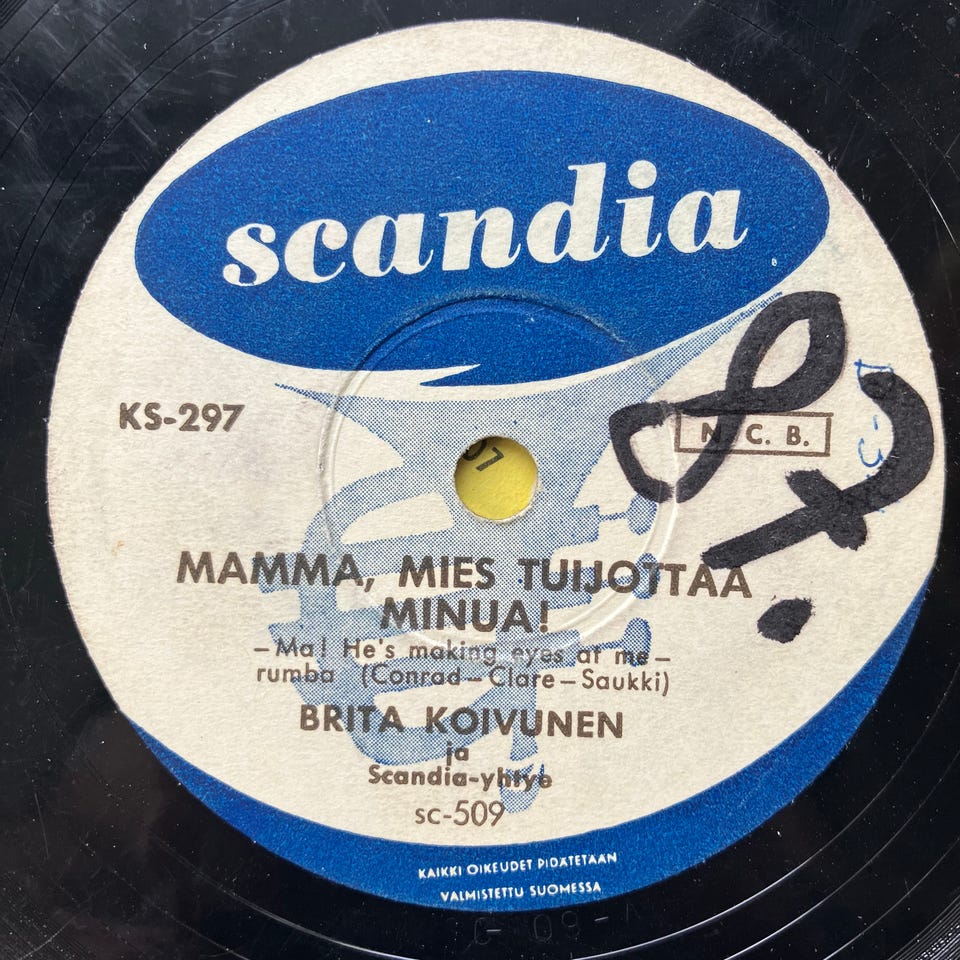 scandia
KS-297
N. C. B.
87.
MAMMA, MIES TUIJOTTAA
MINUA!
–Ma! He's making eyes at me–
rumba (Conrad–Clare–Saukki)
BRITA KOIVUNEN
ja
Scandia-yhtye
SC-509
KAIKKI OIKEUDET PIDÄTETÄÄN
VALMISTETTU SUOMESSA